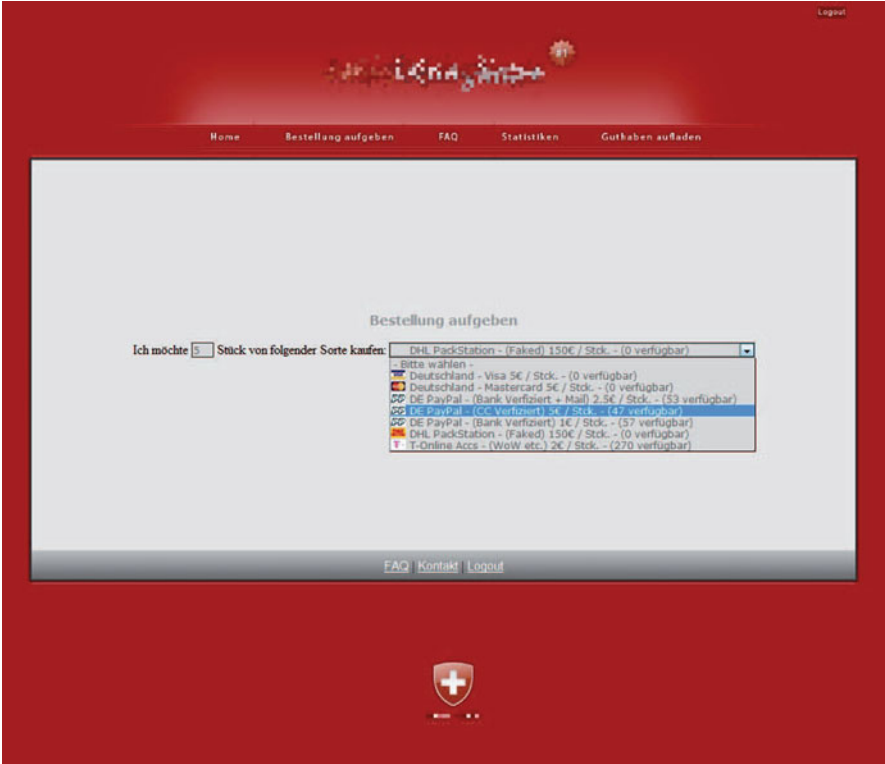 Logout
Home Bestellung aufgeben FAQ Statistiken Guthaben aufladen
Bestellung aufgeben
Ich möchte 5 Stück von folgender Sorte kaufen: DHL PackStation - (Faked) 150€ / Stck. - (0 verfügbar)
- Bitte wählen -
Deutschland - Visa 5€ / Stck. - (0 verfügbar)
Deutschland - Mastercard 5€ / Stck. - (0 verfügbar)
DE PayPal - (Bank Verfiziert + Mail) 2.5€ / Stck. - (53 verfügbar)
DE PayPal - (CC Verfiziert) 5€ / Stck. - (47 verfügbar)
DE PayPal - (Bank Verfiziert) 1€ / Stck. - (57 verfügbar)
DHL PackStation - (Faked) 150€ / Stck. - (0 verfügbar)
T-Online Accs - (WoW etc.) 2€ / Stck. - (270 verfügbar)
FAQ | Kontakt | Logout